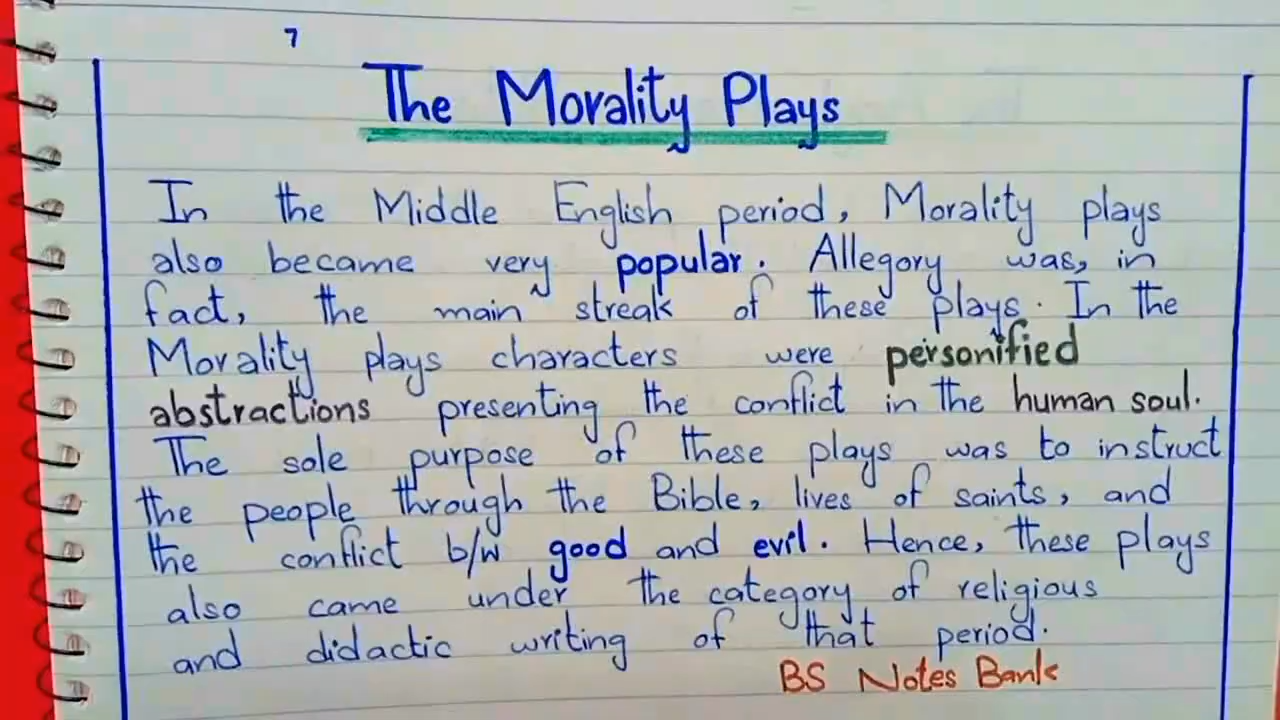 7
The Morality Plays
In the Middle English period, Morality plays
also became very popular. Allegory was, in
fact, the main streak of these plays. In the
Morality plays characters were personified
abstractions presenting the conflict in the human soul.
The sole purpose of these plays was to instruct
the people through the Bible, lives of saints, and
the conflict b/w good and evil. Hence, these plays
also came under the category of religious
and didactic writing of that period.
BS Notes Bank